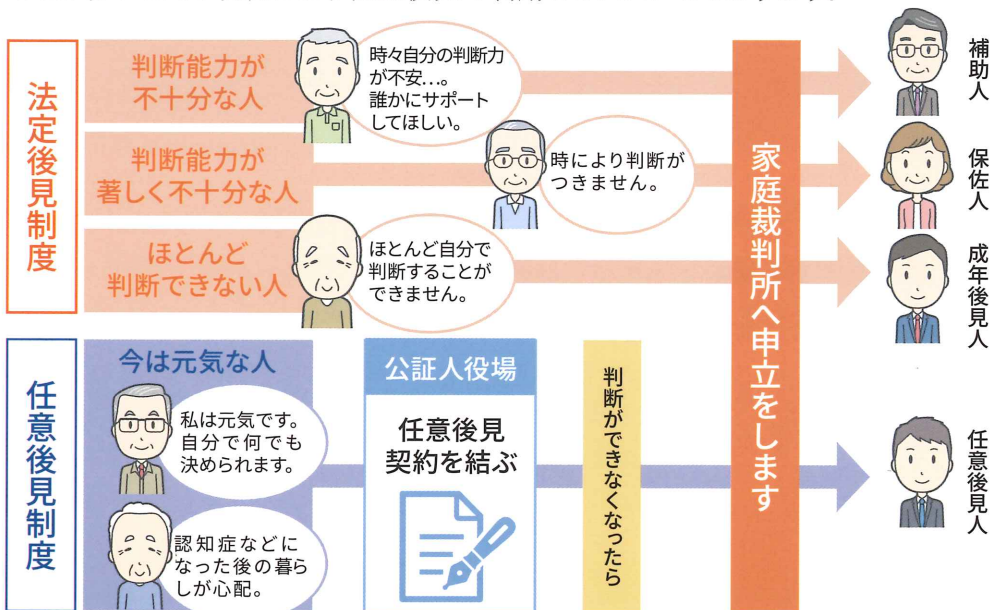 法定後見制度
判断能力が
不十分な人
時々自分の判断力
が不安…。
誰かにサポート
してほしい。
補助人
判断能力が
著しく不十分な人
時により判断が
つきません。
保佐人
ほとんど
判断できない人
ほとんど自分で
判断することが
できません。
成年後見人
家庭裁判所へ申立をします
任意後見制度
今は元気な人
私は元気です。
自分で何でも
決められます。
認知症などに
なった後の暮ら
しが心配。
公証人役場
任意後見
契約を結ぶ
判断ができなくなったら
任意後見人